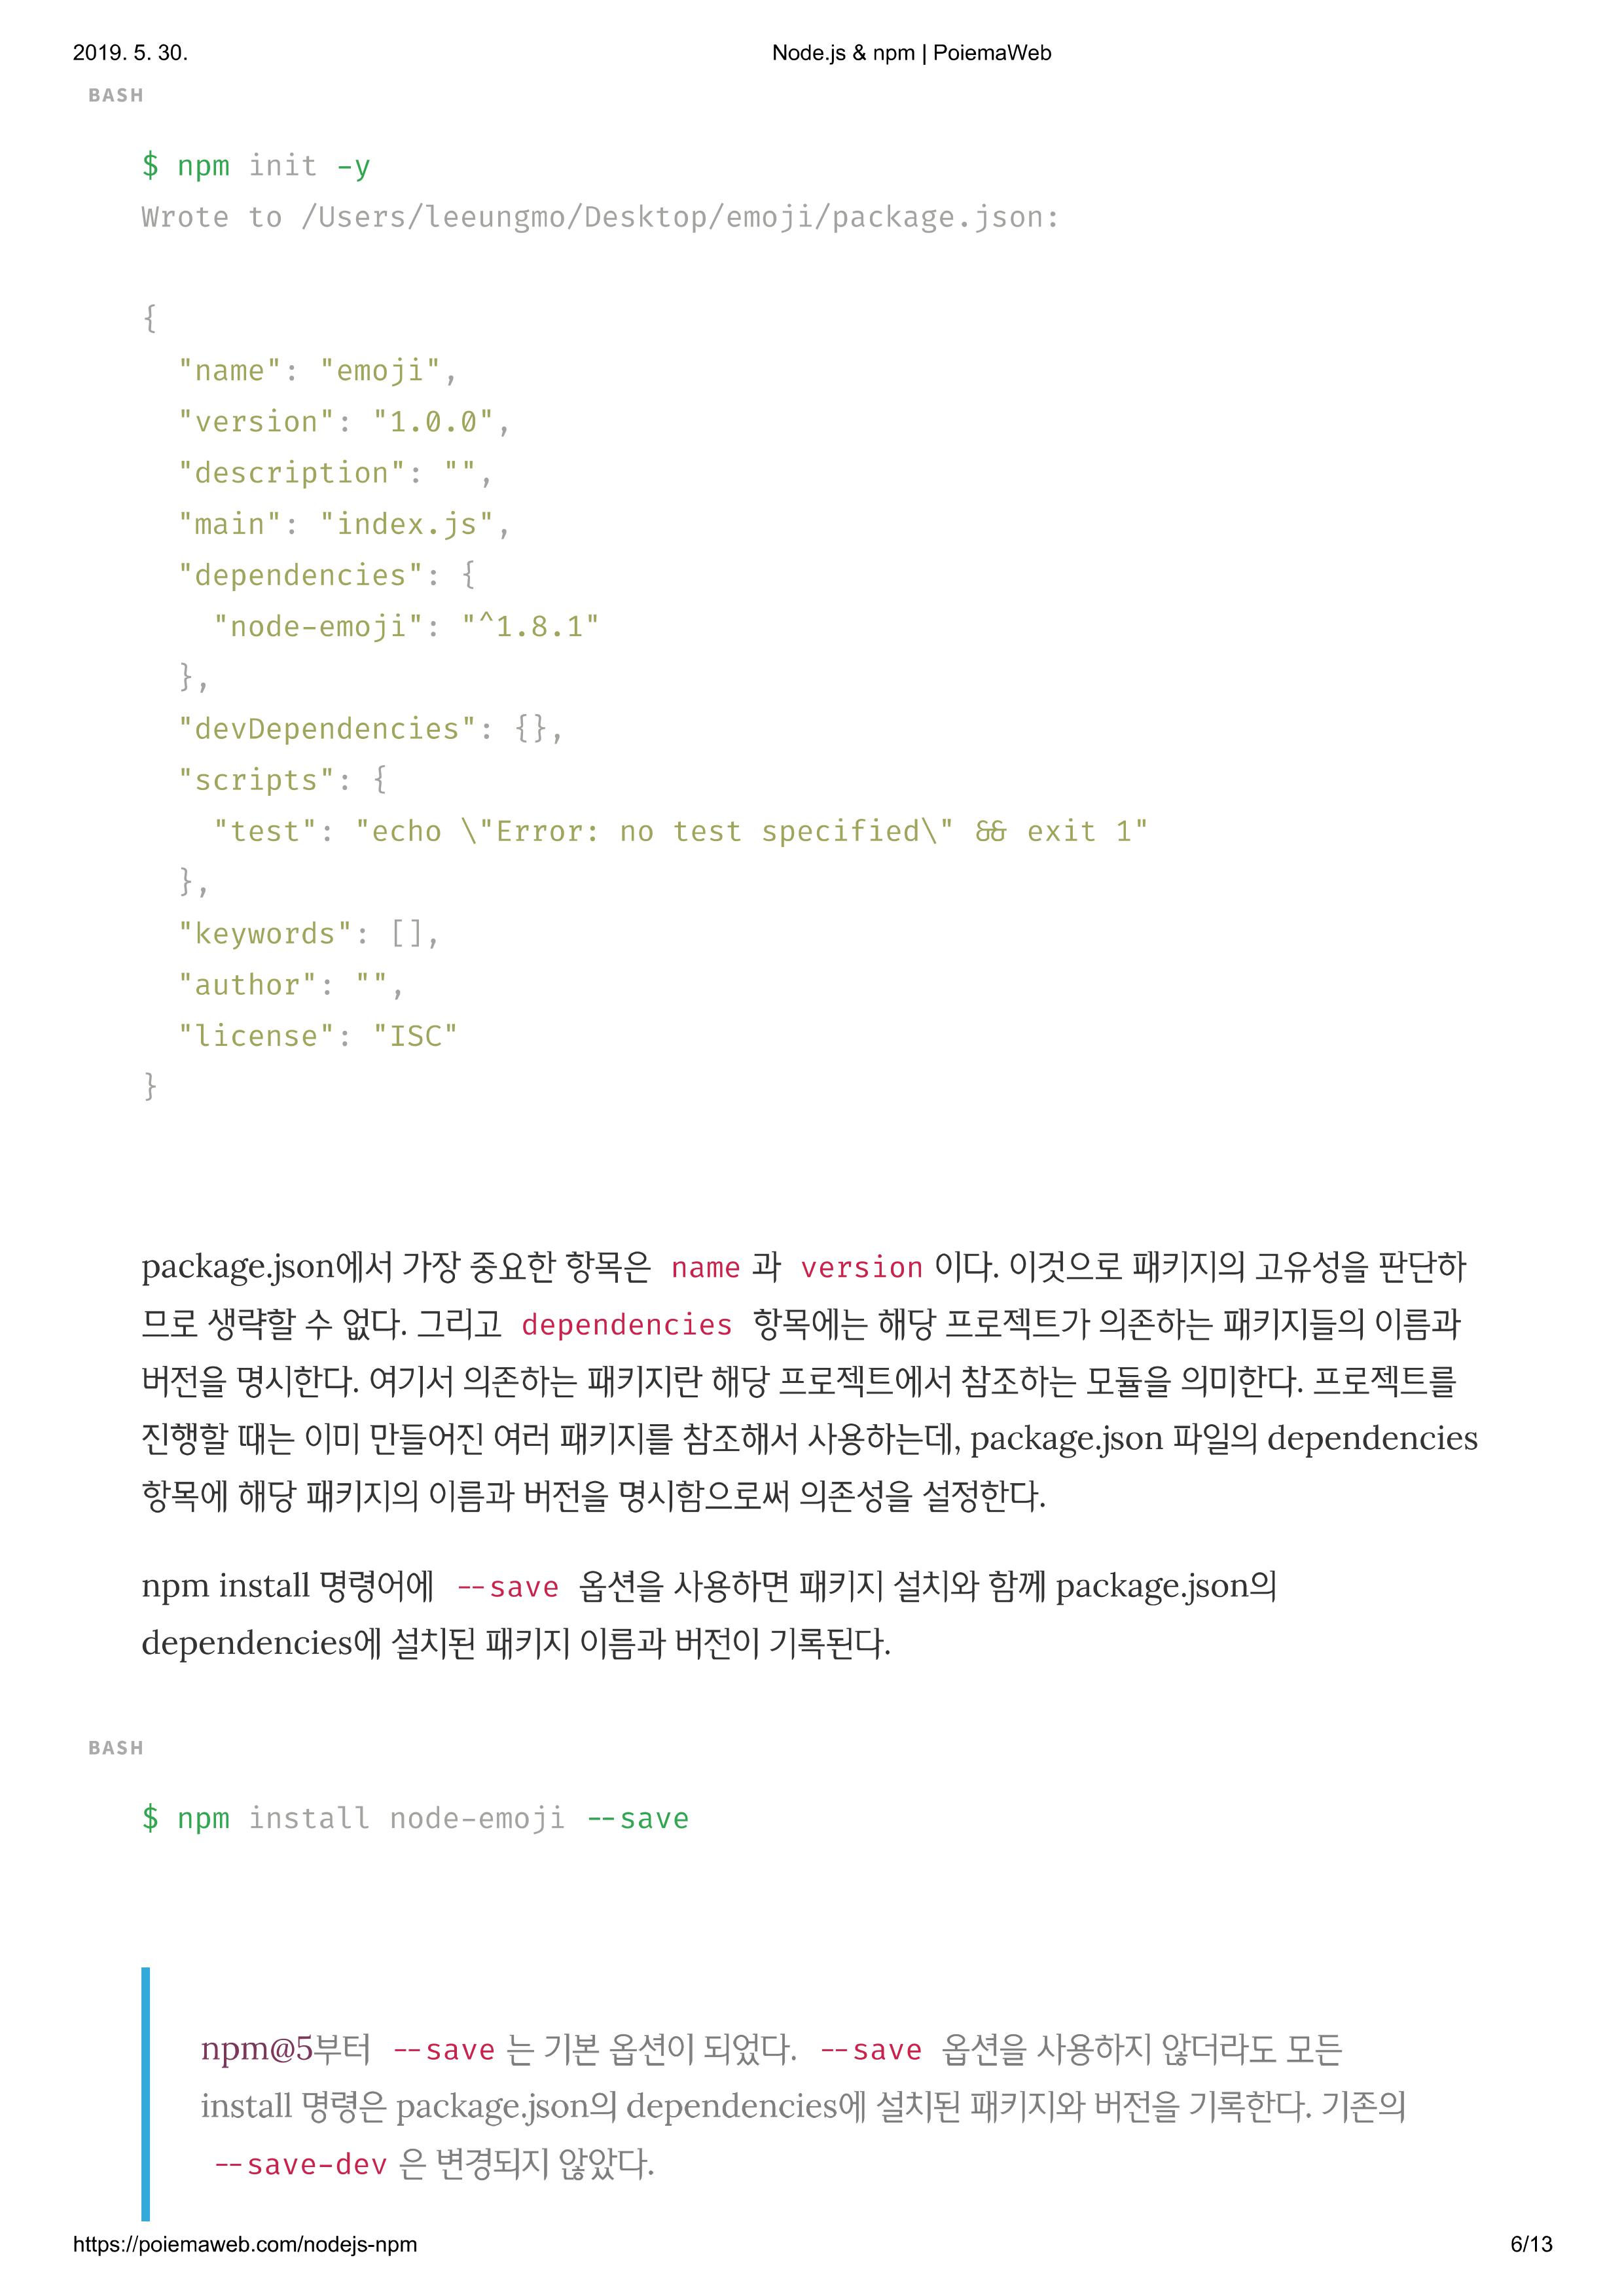 2019. 5. 30.
Node.js & npm | PoiemaWeb
BASH
$ npm init -y
Wrote to /Users/leeungmo/Desktop/emoji/package.json:
{
  "name": "emoji",
  "version": "1.0.0",
  "description": "",
  "main": "index.js",
  "dependencies": {
    "node-emoji": "^1.8.1"
  },
  "devDependencies": {},
  "scripts": {
    "test": "echo \"Error: no test specified\" && exit 1"
  },
  "keywords": [],
  "author": "",
  "license": "ISC"
}
package.json에서 가장 중요한 항목은 name 과 version 이다. 이것으로 패키지의 고유성을 판단하
므로 생략할 수 없다. 그리고 dependencies 항목에는 해당 프로젝트가 의존하는 패키지들의 이름과
버전을 명시한다. 여기서 의존하는 패키지란 해당 프로젝트에서 참조하는 모듈을 의미한다. 프로젝트를
진행할 때는 이미 만들어진 여러 패키지를 참조해서 사용하는데, package.json 파일의 dependencies
항목에 해당 패키지의 이름과 버전을 명시함으로써 의존성을 설정한다.
npm install 명령어에 --save 옵션을 사용하면 패키지 설치와 함께 package.json의
dependencies에 설치된 패키지 이름과 버전이 기록된다.
BASH
$ npm install node-emoji --save
npm@5부터 --save 는 기본 옵션이 되었다. --save 옵션을 사용하지 않더라도 모든
install 명령은 package.json의 dependencies에 설치된 패키지와 버전을 기록한다. 기존의
--save-dev 은 변경되지 않았다.
https://poiemaweb.com/nodejs-npm
6/13